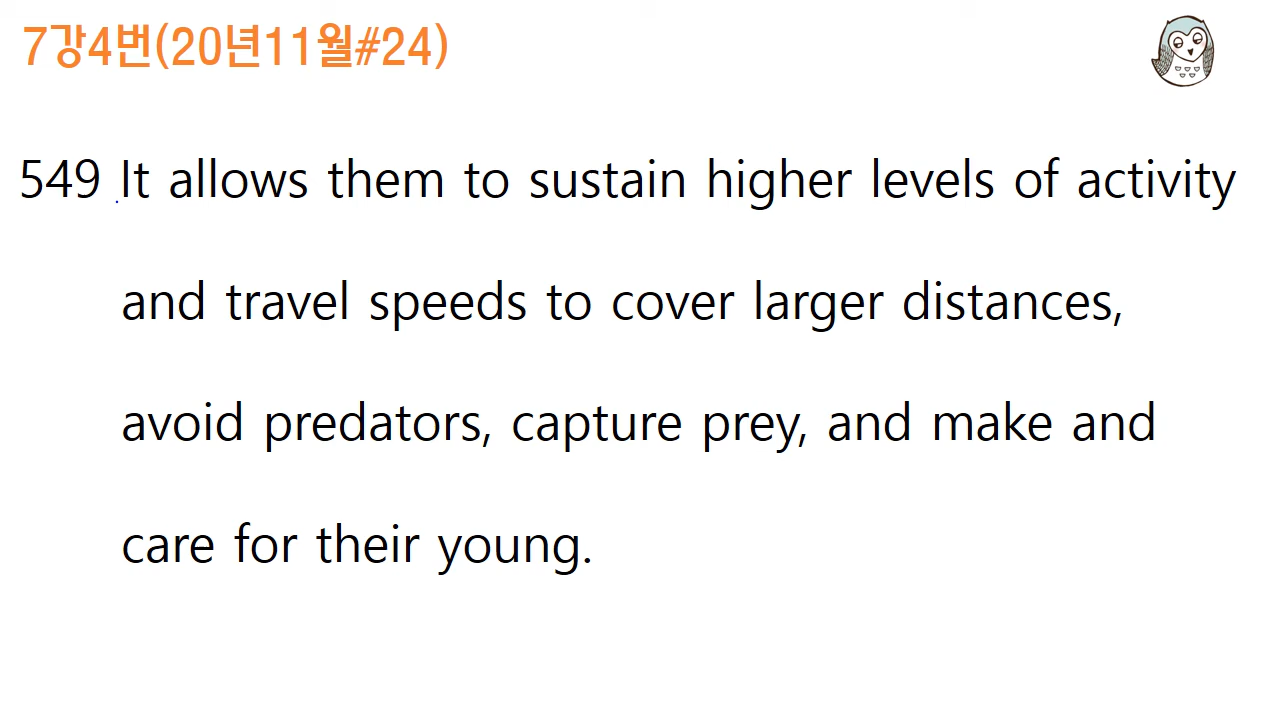 7강4번(20년11월#24)
549 It allows them to sustain higher levels of activity
and travel speeds to cover larger distances,
avoid predators, capture prey, and make and
care for their young.